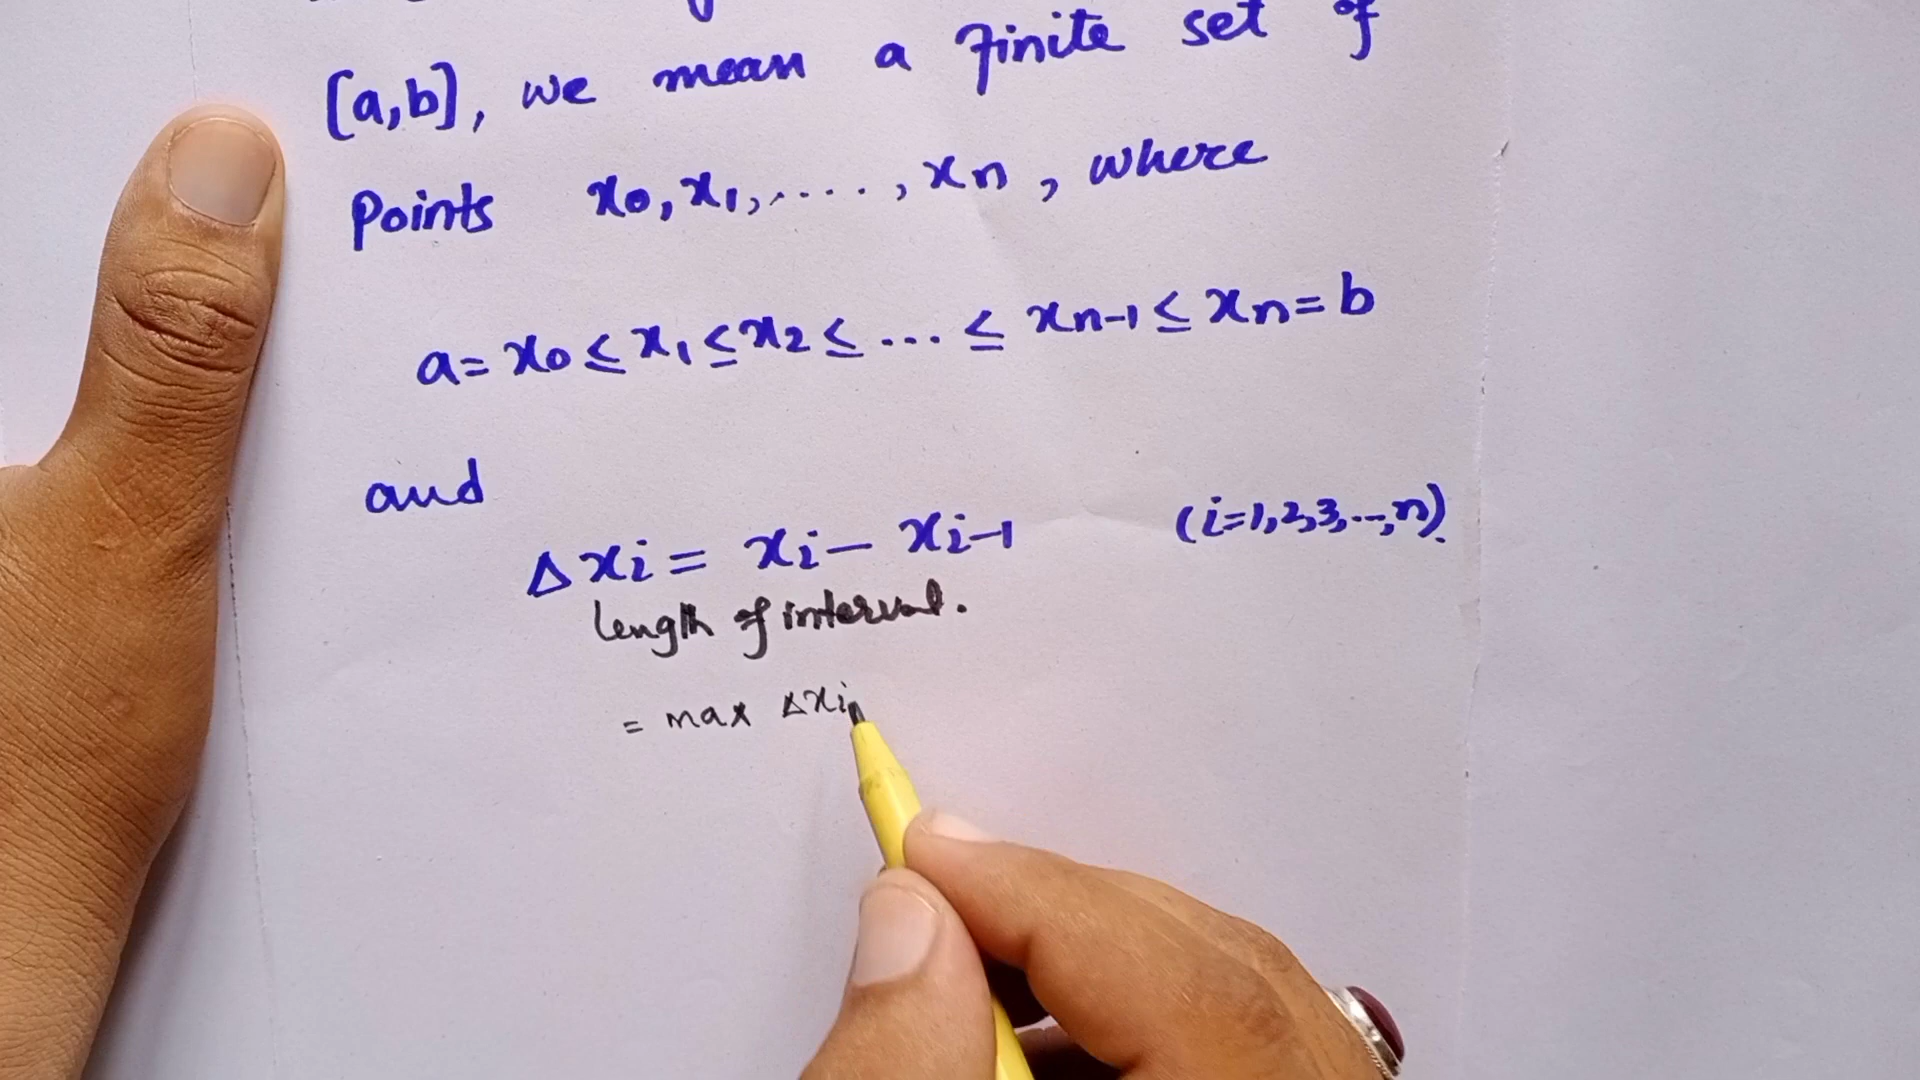 [a,b], we mean a finite set of
Points x₀, x₁, ....., xₙ, where
a = x₀ ≤ x₁ ≤ x₂ ≤ ... ≤ xₙ₋₁ ≤ xₙ = b
and
Δxᵢ = xᵢ − xᵢ₋₁ (i=1,2,3,...,n).
length of interval.
= max Δxᵢ